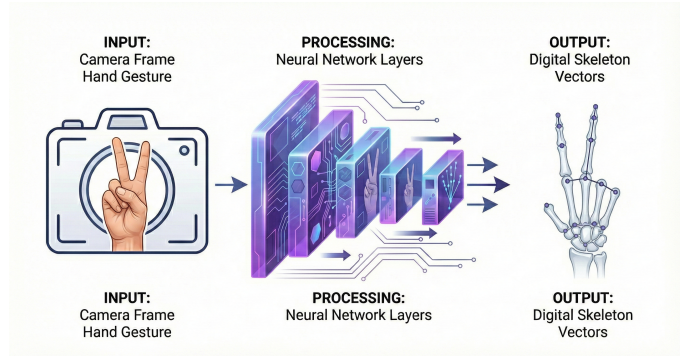 INPUT:
Camera Frame
Hand Gesture
PROCESSING:
Neural Network Layers
OUTPUT:
Digital Skeleton
Vectors
INPUT:
Camera Frame
Hand Gesture
PROCESSING:
Neural Network Layers
OUTPUT:
Digital Skeleton
Vectors